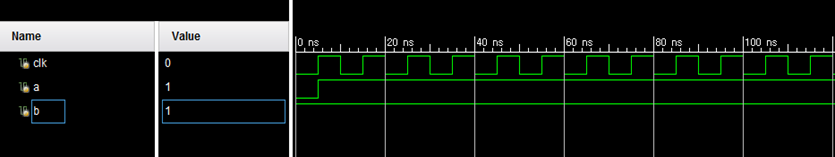 Name Value
0 ns 20 ns 40 ns 60 ns 80 ns 100 ns
clk 0
a 1
b 1